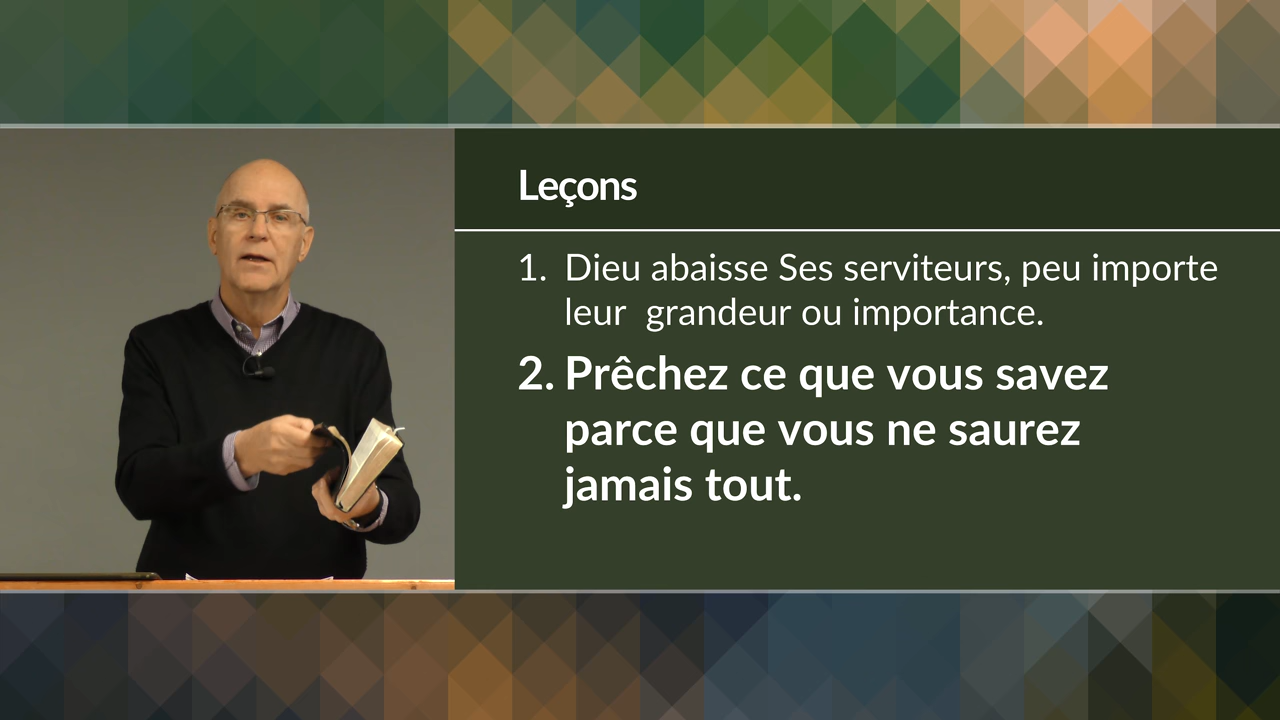 Leçons
1. Dieu abaisse Ses serviteurs, peu importe
leur  grandeur ou importance.
2. Prêchez ce que vous savez
parce que vous ne saurez
jamais tout.